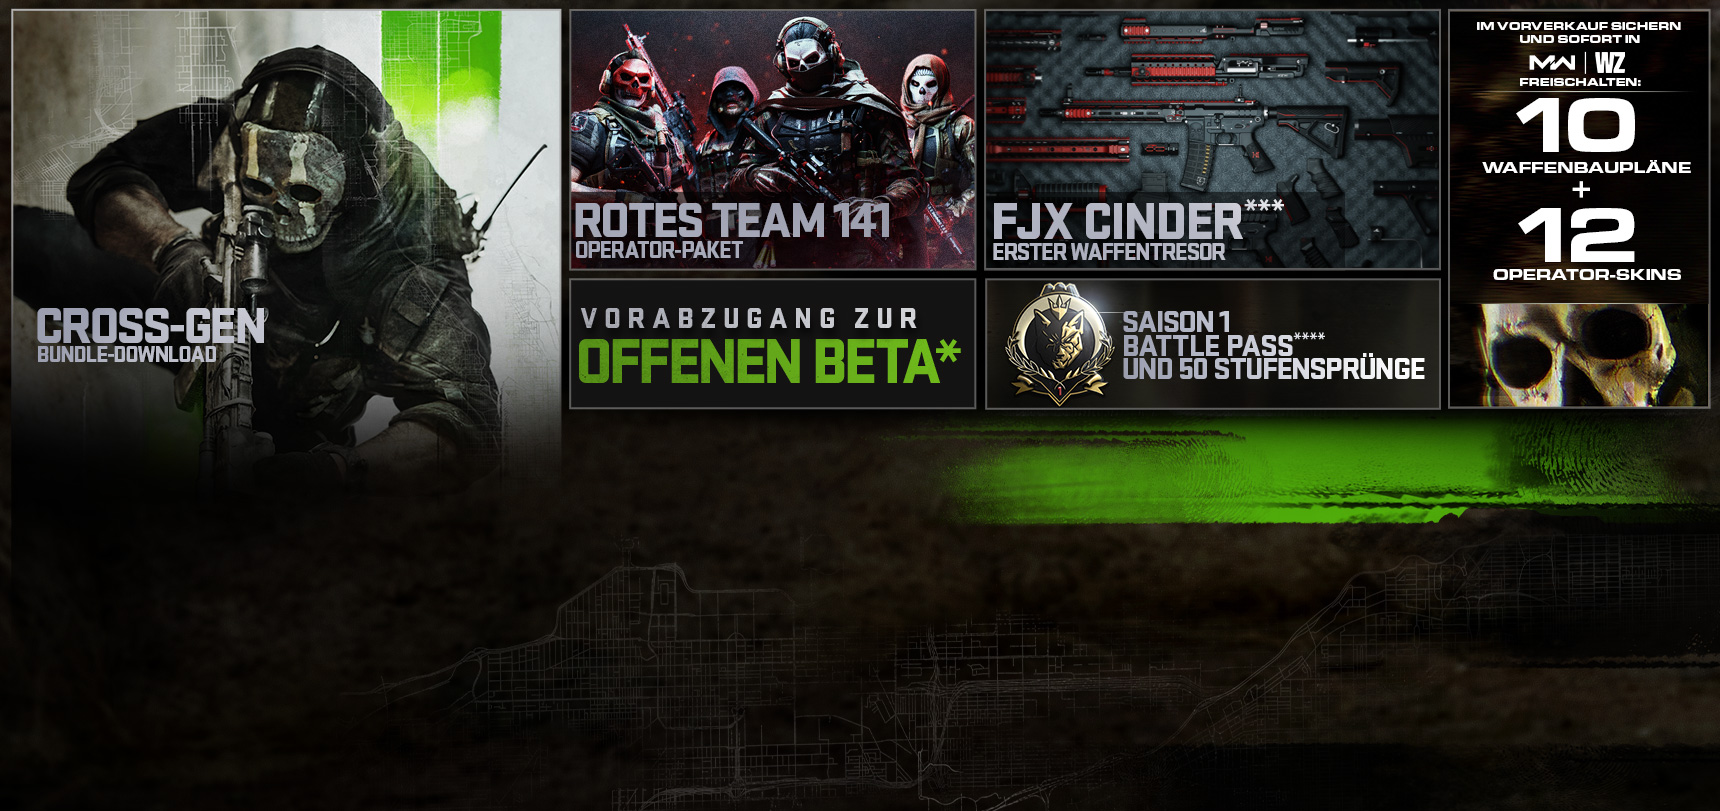 CROSS-GEN
BUNDLE-DOWNLOAD
ROTES TEAM 141
OPERATOR-PAKET
FJX CINDER***
ERSTER WAFFENTRESOR
VORABZUGANG ZUR
OFFENEN BETA*
1
SAISON 1
BATTLE PASS****
UND 50 STUFENSPRÜNGE
IM VORVERKAUF SICHERN
UND SOFORT IN
MW | WZ
FREISCHALTEN:
10
WAFFENBAUPLÄNE
+
12
OPERATOR-SKINS